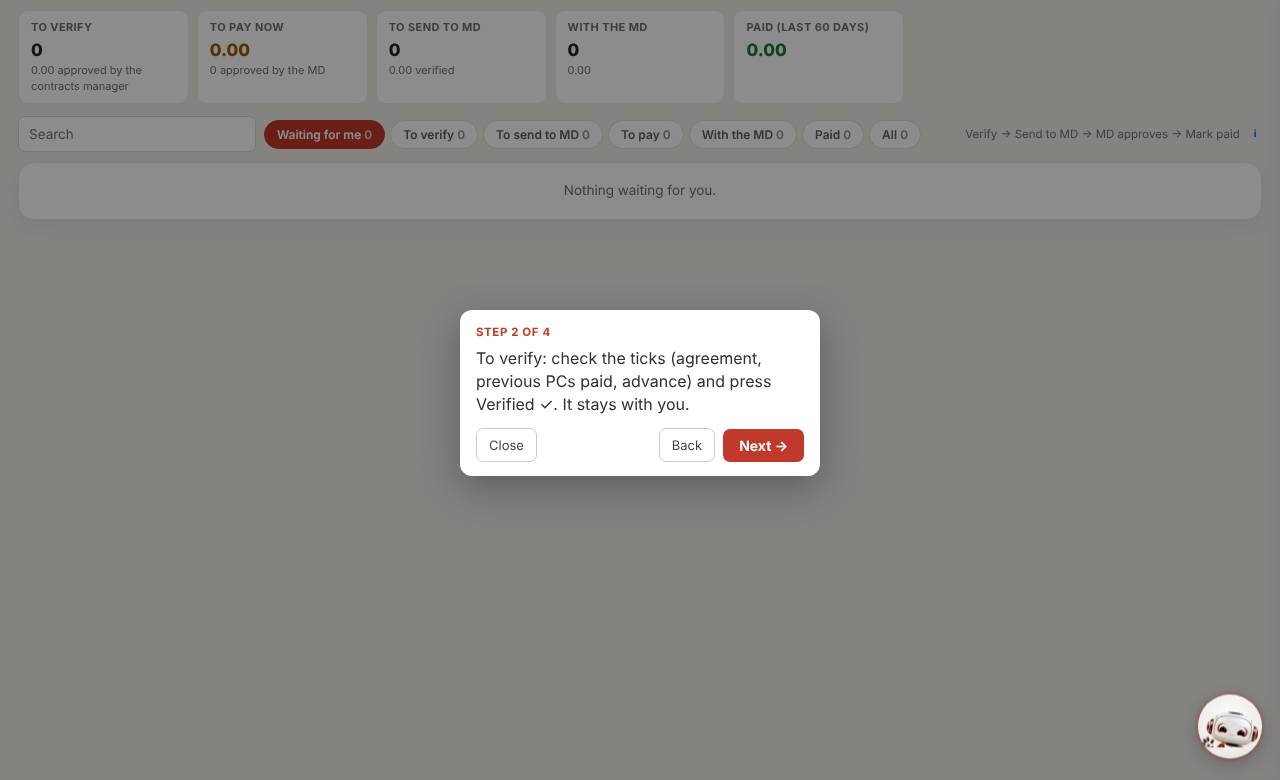 TO VERIFY
0
0.00 approved by the
contracts manager
TO PAY NOW
0.00
0 approved by the MD
TO SEND TO MD
0
0.00 verified
WITH THE MD
0
0.00
PAID (LAST 60 DAYS)
0.00
Search
Waiting for me 0
To verify 0
To send to MD 0
To pay 0
With the MD 0
Paid 0
All 0
Verify → Send to MD → MD approves → Mark paid i
Nothing waiting for you.
STEP 2 OF 4
To verify: check the ticks (agreement,
previous PCs paid, advance) and press
Verified ✓. It stays with you.
Close
Back
Next →